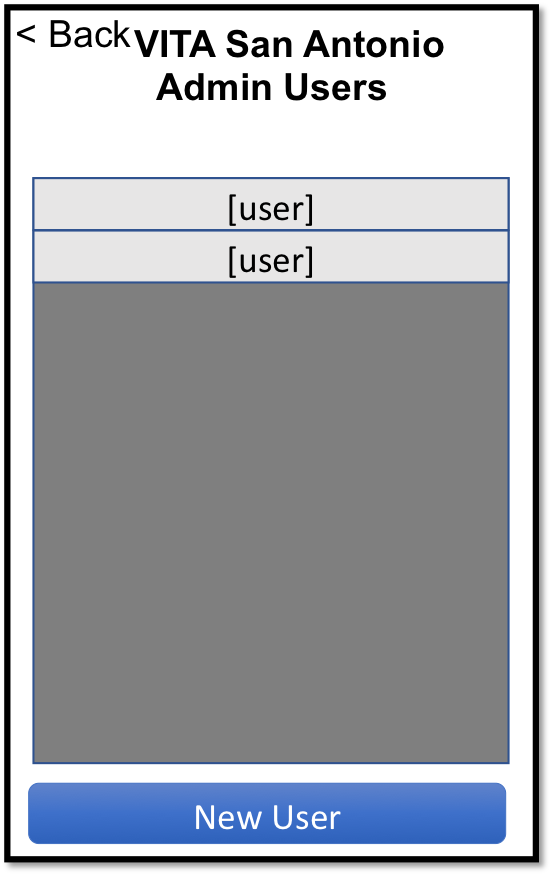 < Back
VITA San Antonio
Admin Users
[user]
[user]
New User